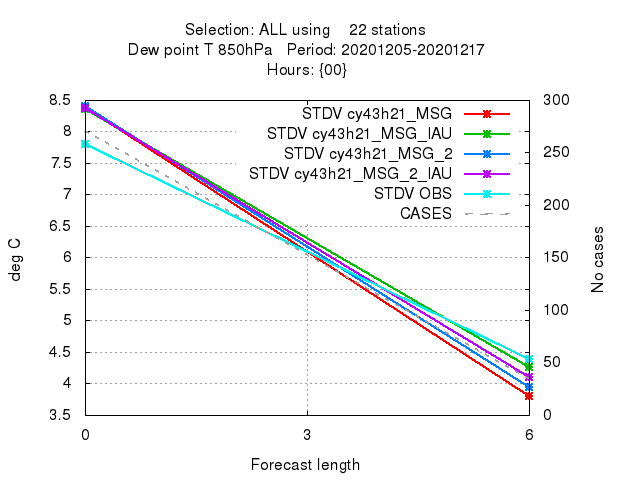 Selection: ALL using 22 stations
Dew point T 850hPa Period: 20201205-20201217
Hours: {00}
8.5
8
7.5
7
6.5
6
5.5
5
4.5
4
3.5
deg C
STDV cy43h21_MSG
STDV cy43h21_MSG_IAU
STDV cy43h21_MSG_2
STDV cy43h21_MSG_2_IAU
STDV OBS
CASES
300
250
200
150
100
50
0
No cases
0 3 6
Forecast length